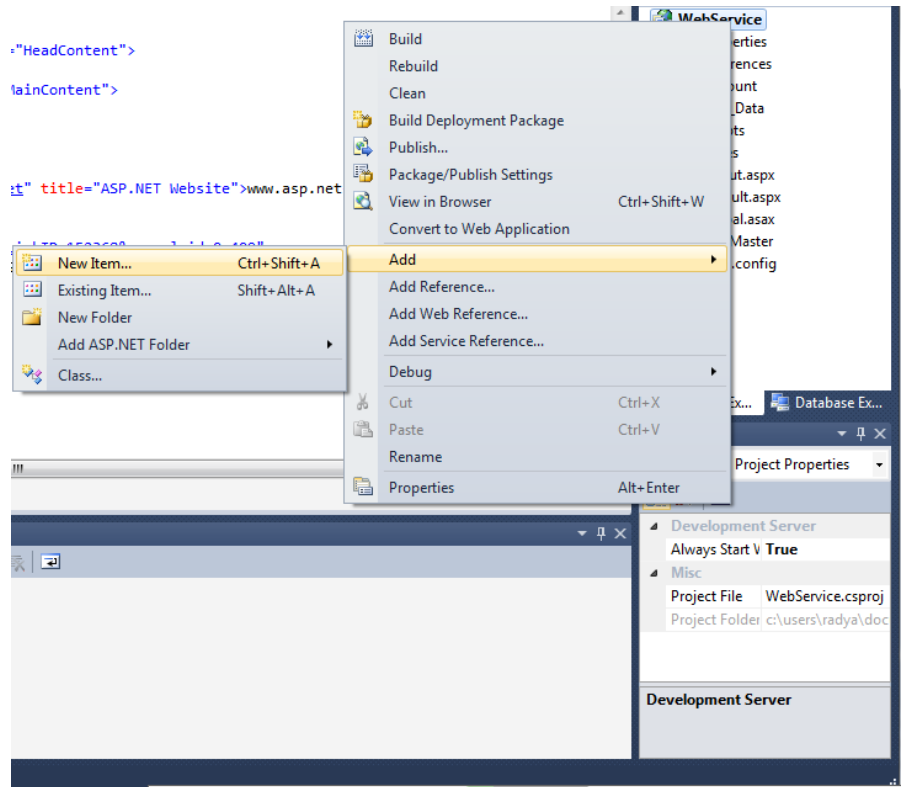 WebService
="HeadContent">
MainContent">
et" title="ASP.NET Website">www.asp.net
Build
Rebuild
Clean
Build Deployment Package
Publish...
Package/Publish Settings
View in Browser Ctrl+Shift+W
Convert to Web Application
Add
Add Reference...
Add Web Reference...
Add Service Reference...
Debug
Cut Ctrl+X
Paste Ctrl+V
Rename
Properties Alt+Enter
New Item... Ctrl+Shift+A
Existing Item... Shift+Alt+A
New Folder
Add ASP.NET Folder
Class...
erties
rences
ount
_Data
ts
s
ut.aspx
ult.aspx
al.asax
Master
.config
Ex... Database Ex...
Project Properties
Development Server
Always Start W True
Misc
Project File WebService.csproj
Project Folder c:\users\radya\doc
Development Server